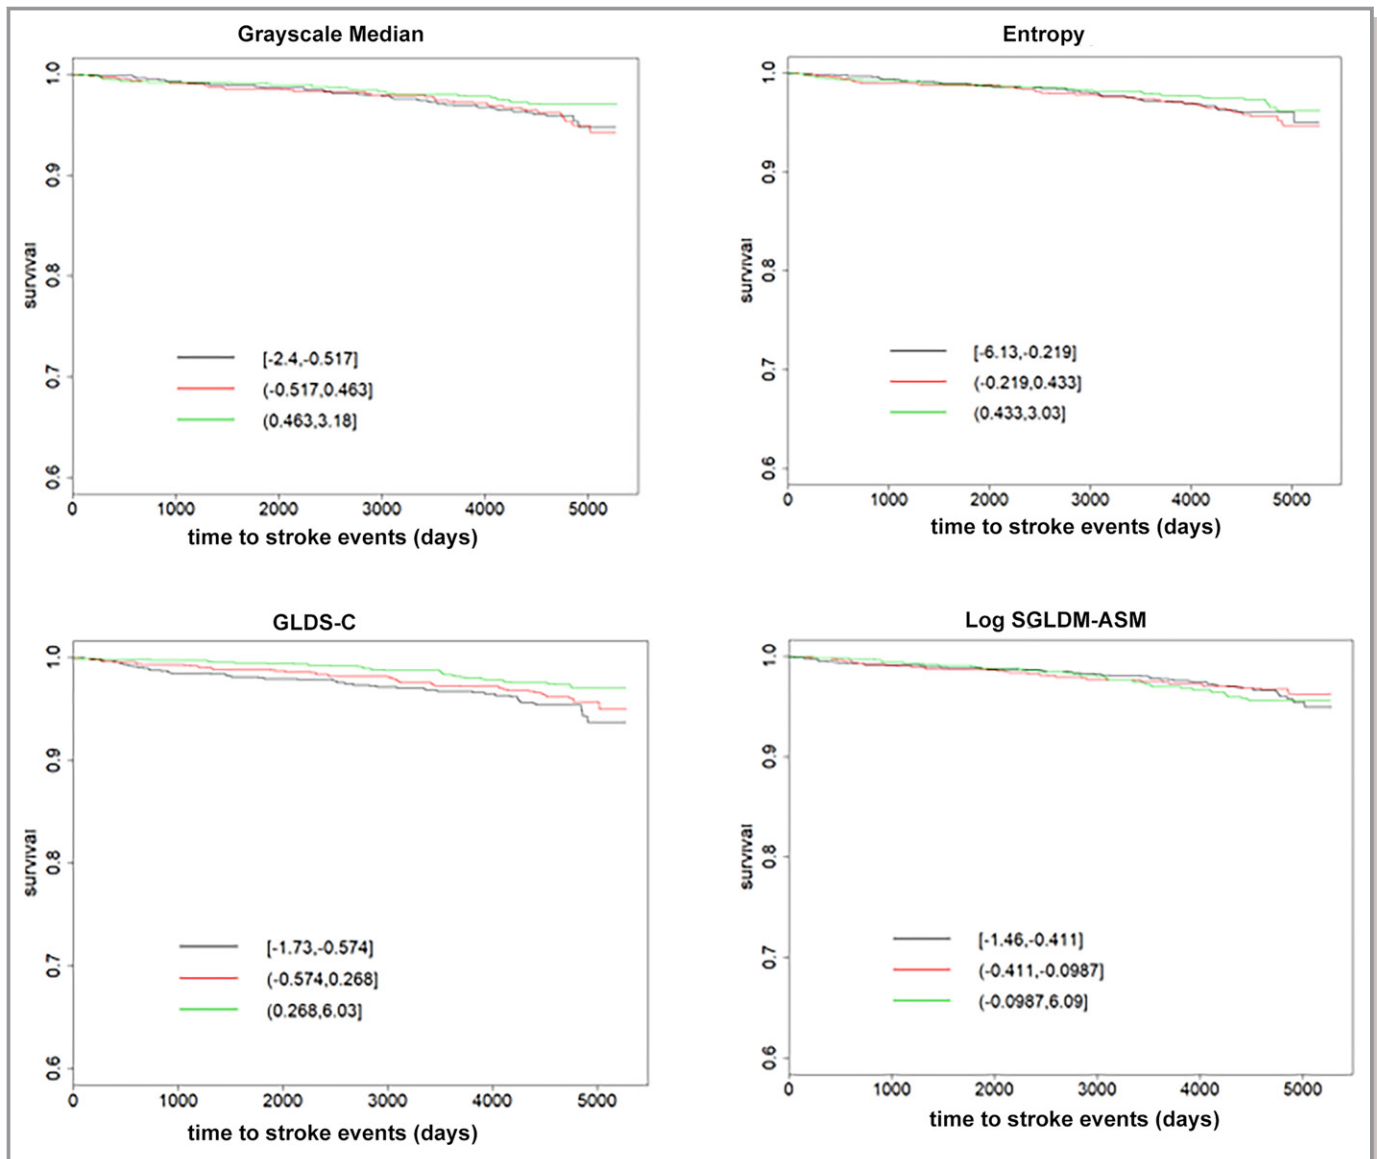 Grayscale Median
1.0
0.9
0.8
0.7
0.6
survival
[-2.4,-0.517]
(-0.517,0.463]
(0.463,3.18]
0 1000 2000 3000 4000 5000
time to stroke events (days)
Entropy
1.0
0.9
0.8
0.7
0.6
survival
[-6.13,-0.219]
(-0.219,0.433]
(0.433,3.03]
0 1000 2000 3000 4000 5000
time to stroke events (days)
GLDS-C
1.0
0.9
0.8
0.7
0.6
survival
[-1.73,-0.574]
(-0.574,0.268]
(0.268,6.03]
0 1000 2000 3000 4000 5000
time to stroke events (days)
Log SGLDM-ASM
1.0
0.9
0.8
0.7
0.6
survival
[-1.46,-0.411]
(-0.411,-0.0987]
(-0.0987,6.09]
0 1000 2000 3000 4000 5000
time to stroke events (days)